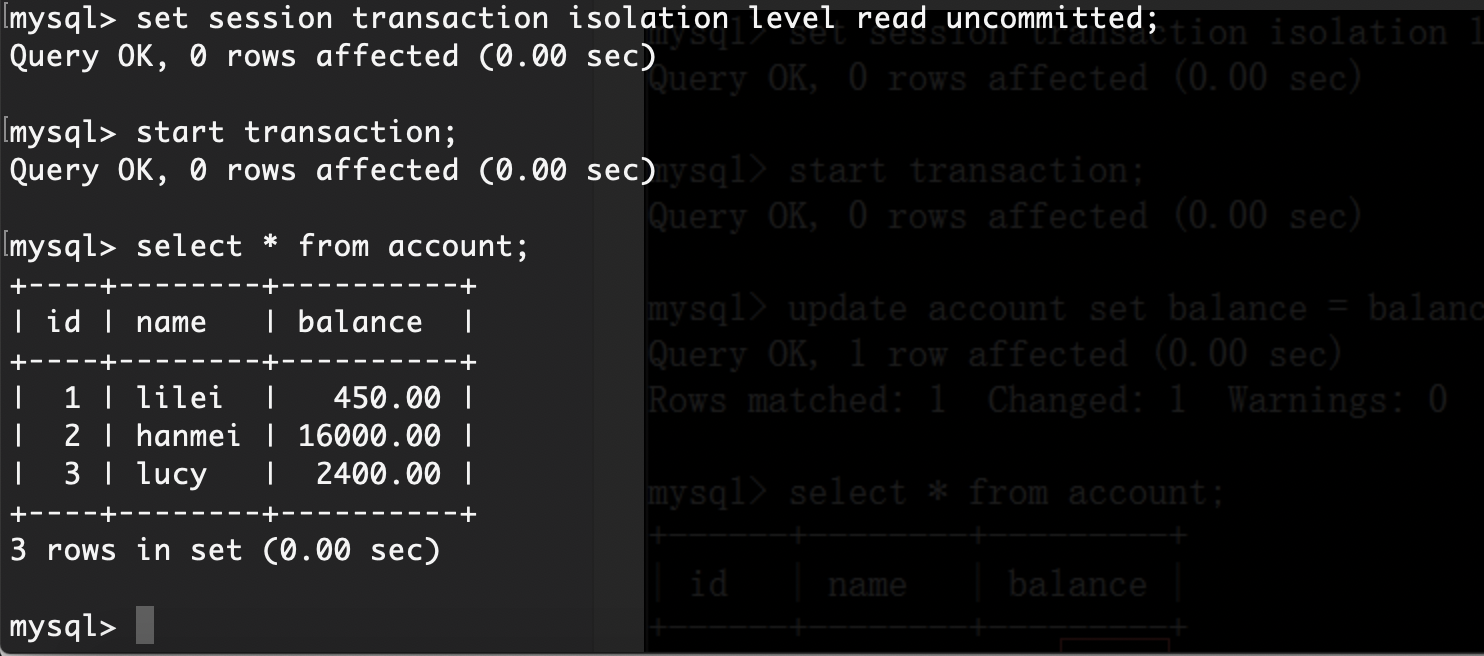 mysql> set session transaction isolation level read uncommitted;
Query OK, 0 rows affected (0.00 sec)
mysql> start transaction;
Query OK, 0 rows affected (0.00 sec)
mysql> select * from account;
+----+--------+----------+
| id | name   | balance  |
+----+--------+----------+
|  1 | lilei  |   450.00 |
|  2 | hanmei | 16000.00 |
|  3 | lucy   |  2400.00 |
+----+--------+----------+
3 rows in set (0.00 sec)
mysql>
mysql> set session transaction isolation
Query OK, 0 rows affected (0.00 sec)
mysql> start transaction;
Query OK, 0 rows affected (0.00 sec)
mysql> update account set balance =
Query OK, 1 row affected (0.00 sec)
Rows matched: 1  Changed: 1  Warnings: 0
mysql> select * from account;
+------+--------+---------+
| id   | name   | balance |
+------+--------+---------+